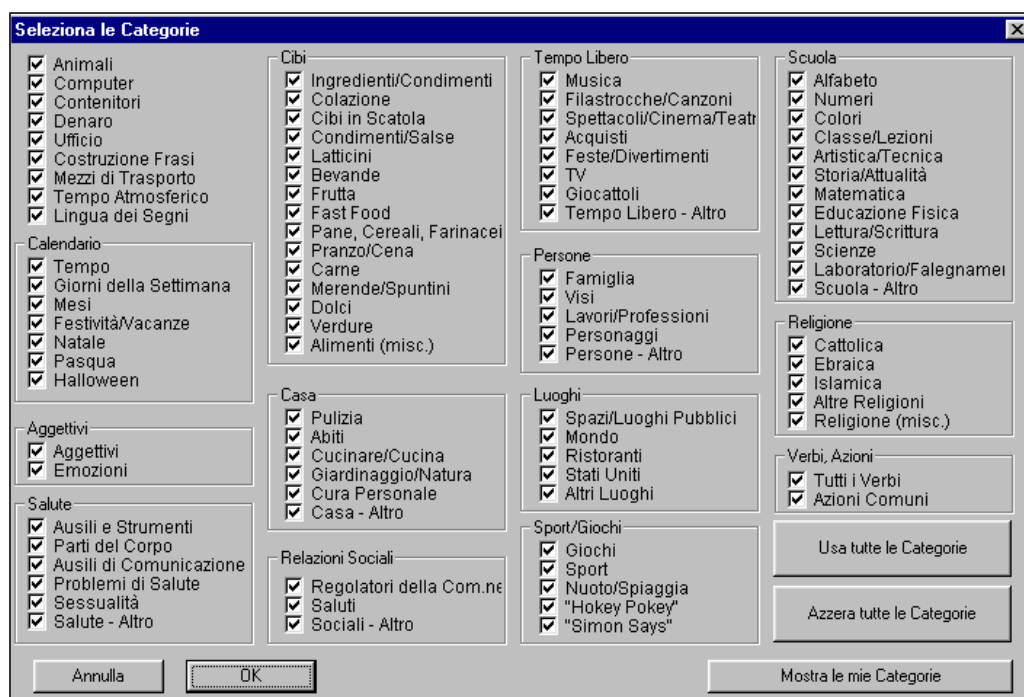 Seleziona le Categorie
Animali
Computer
Contenitori
Denaro
Ufficio
Costruzione Frasi
Mezzi di Trasporto
Tempo Atmosferico
Lingua dei Segni
Calendario
Tempo
Giorni della Settimana
Mesi
Festività/Vacanze
Natale
Pasqua
Halloween
Aggettivi
Aggettivi
Emozioni
Salute
Ausili e Strumenti
Parti del Corpo
Ausili di Comunicazione
Problemi di Salute
Sessualità
Salute - Altro
Cibi
Ingredienti/Condimenti
Colazione
Cibi in Scatola
Condimenti/Salse
Latticini
Bevande
Frutta
Fast Food
Pane, Cereali, Farinacei
Pranzo/Cena
Carne
Merende/Spuntini
Dolci
Verdure
Alimenti (misc.)
Casa
Pulizia
Abiti
Cucinare/Cucina
Giardinaggio/Natura
Cura Personale
Casa - Altro
Relazioni Sociali
Regolatori della Com.ne
Saluti
Sociali - Altro
Tempo Libero
Musica
Filastrocche/Canzoni
Spettacoli/Cinema/Teatr
Acquisti
Feste/Divertimenti
TV
Giocattoli
Tempo Libero - Altro
Persone
Famiglia
Visi
Lavori/Professioni
Personaggi
Persone - Altro
Luoghi
Spazi/Luoghi Pubblici
Mondo
Ristoranti
Stati Uniti
Altri Luoghi
Sport/Giochi
Giochi
Sport
Nuoto/Spiaggia
"Hokey Pokey"
"Simon Says"
Scuola
Alfabeto
Numeri
Colori
Classe/Lezioni
Artistica/Tecnica
Storia/Attualità
Matematica
Educazione Fisica
Lettura/Scrittura
Scienze
Laboratorio/Falegnamer
Scuola - Altro
Religione
Cattolica
Ebraica
Islamica
Altre Religioni
Religione (misc.)
Verbi, Azioni
Tutti i Verbi
Azioni Comuni
Usa tutte le Categorie
Azzera tutte le Categorie
Annulla
OK
Mostra le mie Categorie